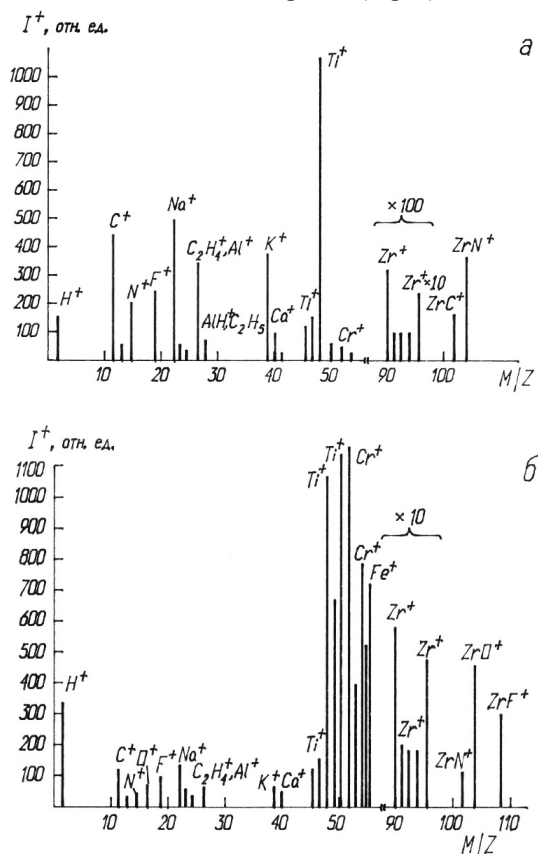 I⁺, отн. ед.
а
1000
900
800
700
600
500
400
300
200
100
H⁺
C⁺
N⁺
F⁺
Na⁺
C₂H₄⁺, Al⁺
AlH⁺, C₂H₅
K⁺
Ca⁺
Ti⁺
Ti⁺
Cr⁺
×100
Zr⁺
Zr⁺×10
ZrC⁺
ZrN⁺
10 20 30 40 50 90 100
M/Z
I⁺, отн. ед.
б
1100
1000
900
800
700
600
500
400
300
200
100
H⁺
C⁺ O⁺
N⁺
F⁺
Na⁺
C₂H₄⁺, Al⁺
K⁺
Ca⁺
Ti⁺
Ti⁺
Ti⁺
Cr⁺
Cr⁺
Fe⁺
×10
Zr⁺
Zr⁺
Zr⁺
ZrN⁺
ZrO⁺
ZrF⁺
10 20 30 40 50 90 100 110
M/Z